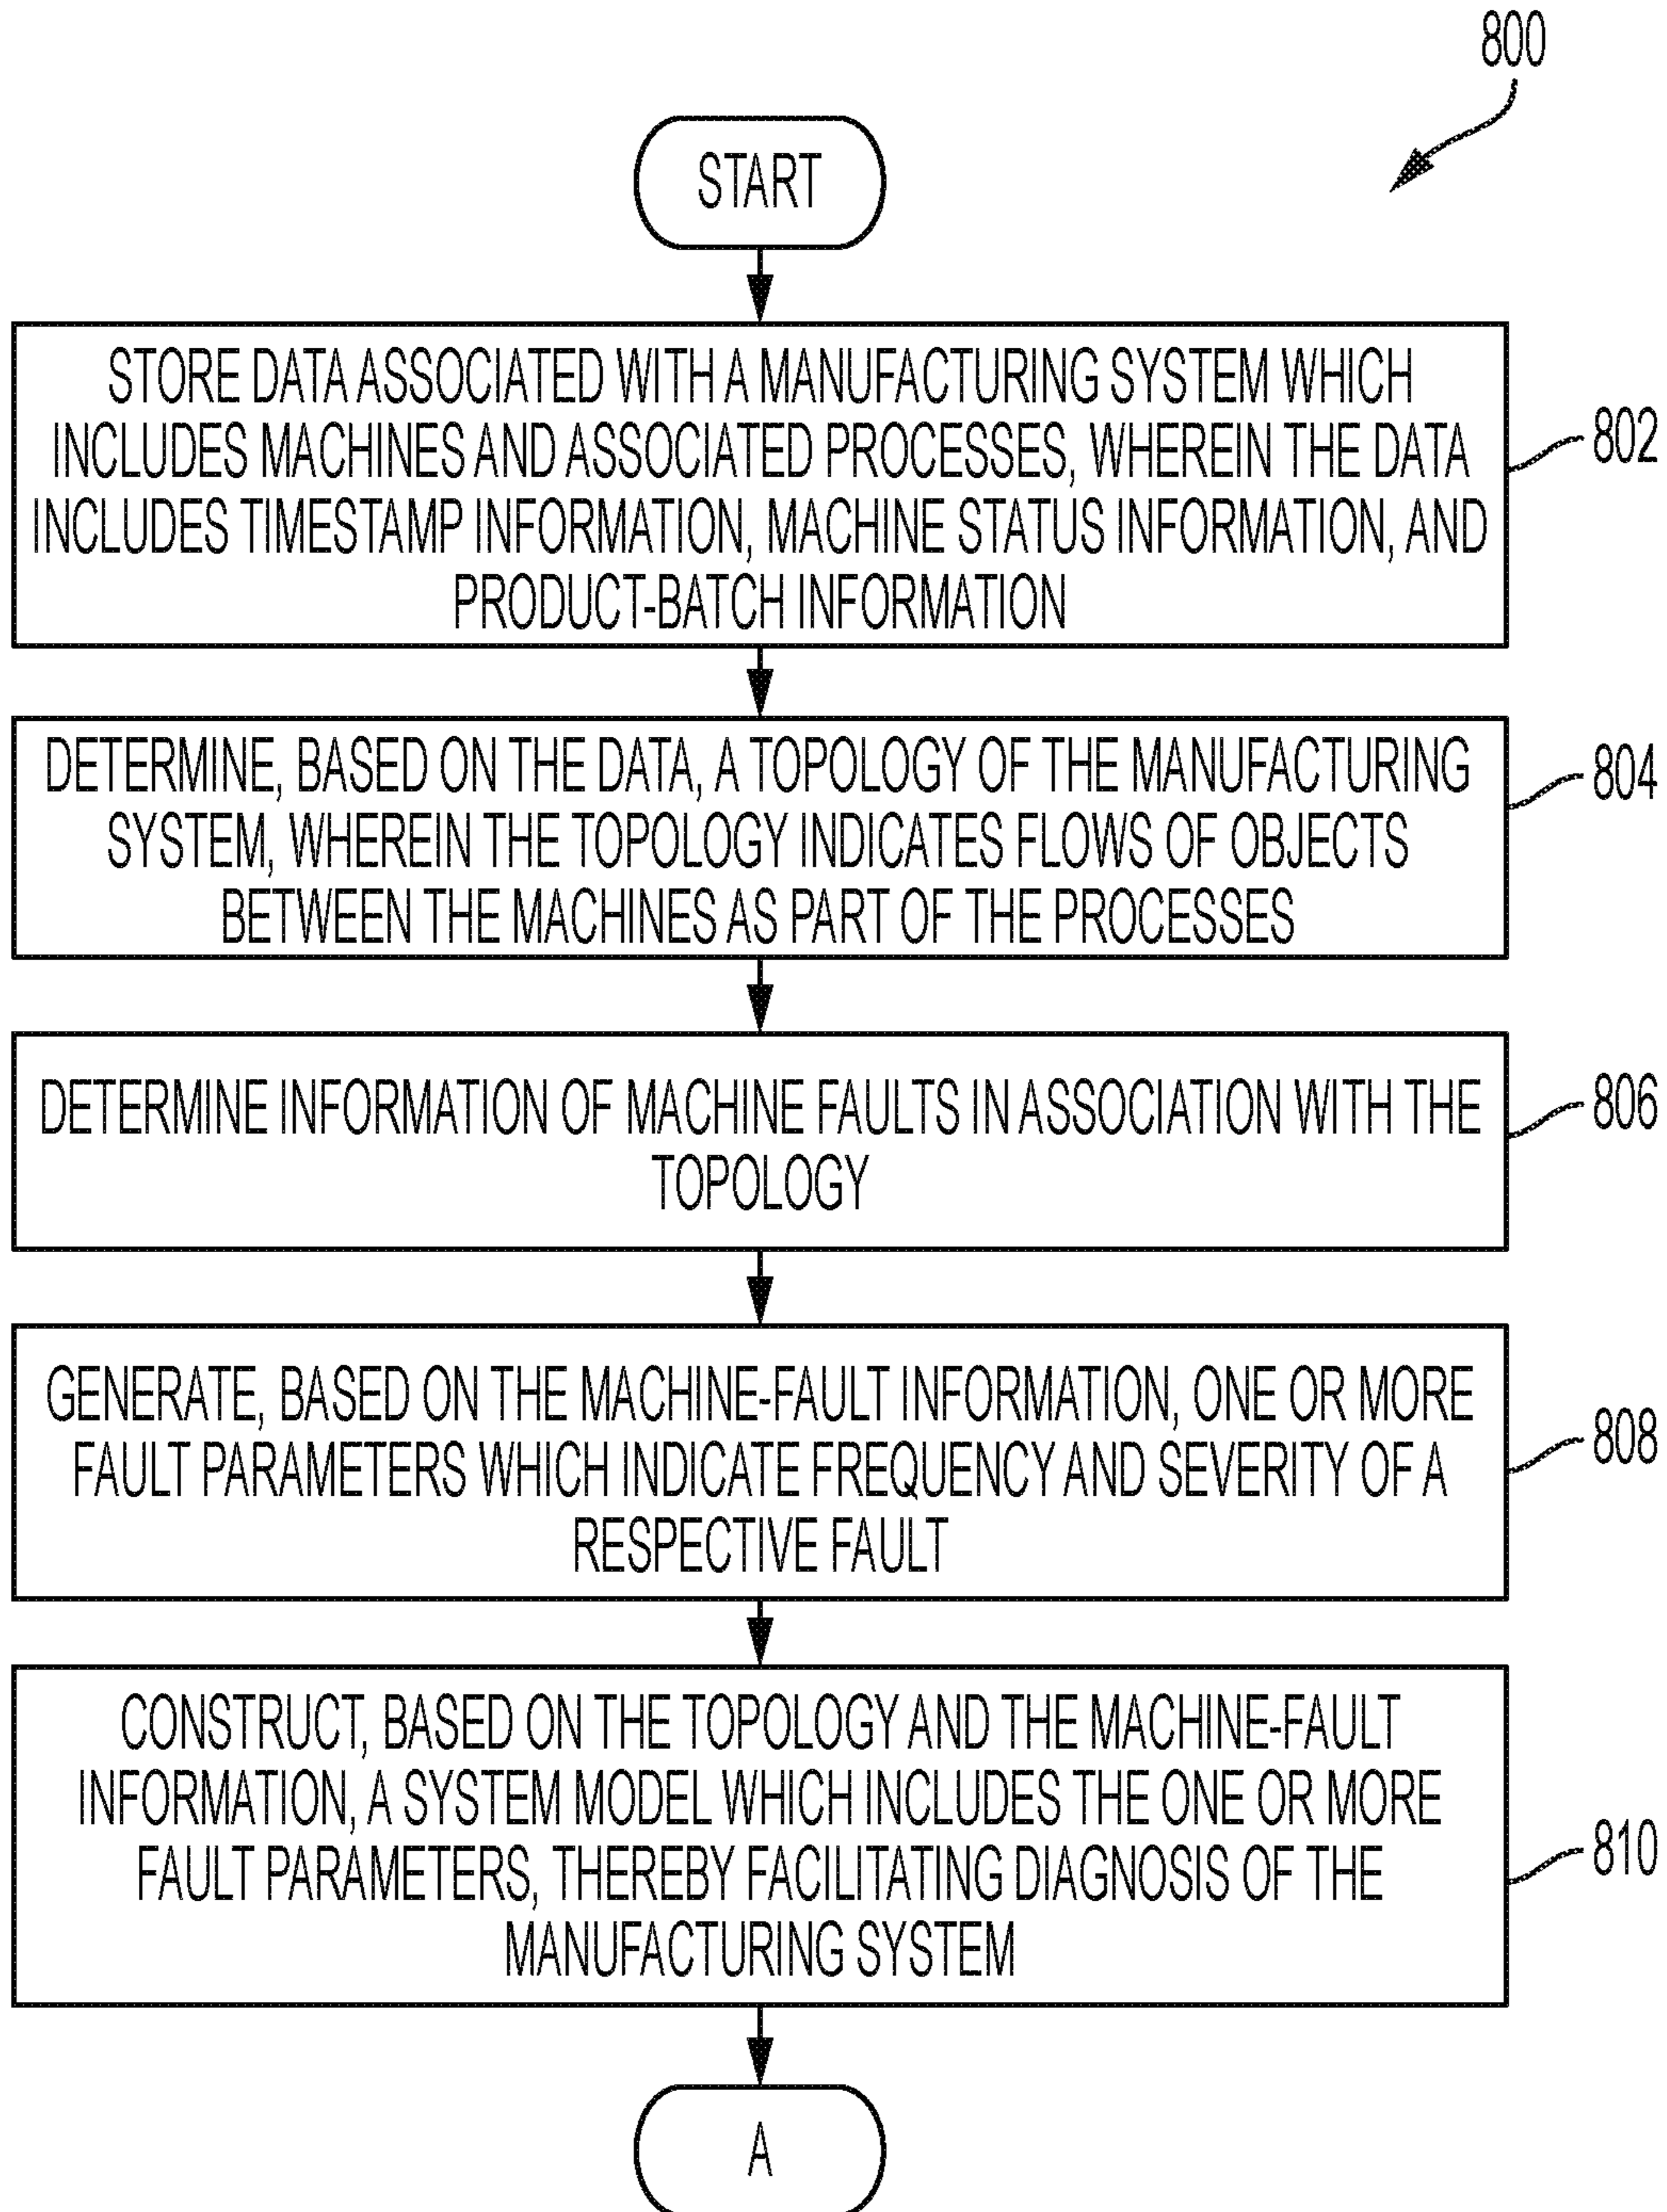 800
START
STORE DATA ASSOCIATED WITH A MANUFACTURING SYSTEM WHICH
INCLUDES MACHINES AND ASSOCIATED PROCESSES, WHEREIN THE DATA
INCLUDES TIMESTAMP INFORMATION, MACHINE STATUS INFORMATION, AND
PRODUCT-BATCH INFORMATION
802
DETERMINE, BASED ON THE DATA, A TOPOLOGY OF THE MANUFACTURING
SYSTEM, WHEREIN THE TOPOLOGY INDICATES FLOWS OF OBJECTS
BETWEEN THE MACHINES AS PART OF THE PROCESSES
804
DETERMINE INFORMATION OF MACHINE FAULTS IN ASSOCIATION WITH THE
TOPOLOGY
806
GENERATE, BASED ON THE MACHINE-FAULT INFORMATION, ONE OR MORE
FAULT PARAMETERS WHICH INDICATE FREQUENCY AND SEVERITY OF A
RESPECTIVE FAULT
808
CONSTRUCT, BASED ON THE TOPOLOGY AND THE MACHINE-FAULT
INFORMATION, A SYSTEM MODEL WHICH INCLUDES THE ONE OR MORE
FAULT PARAMETERS, THEREBY FACILITATING DIAGNOSIS OF THE
MANUFACTURING SYSTEM
810
A